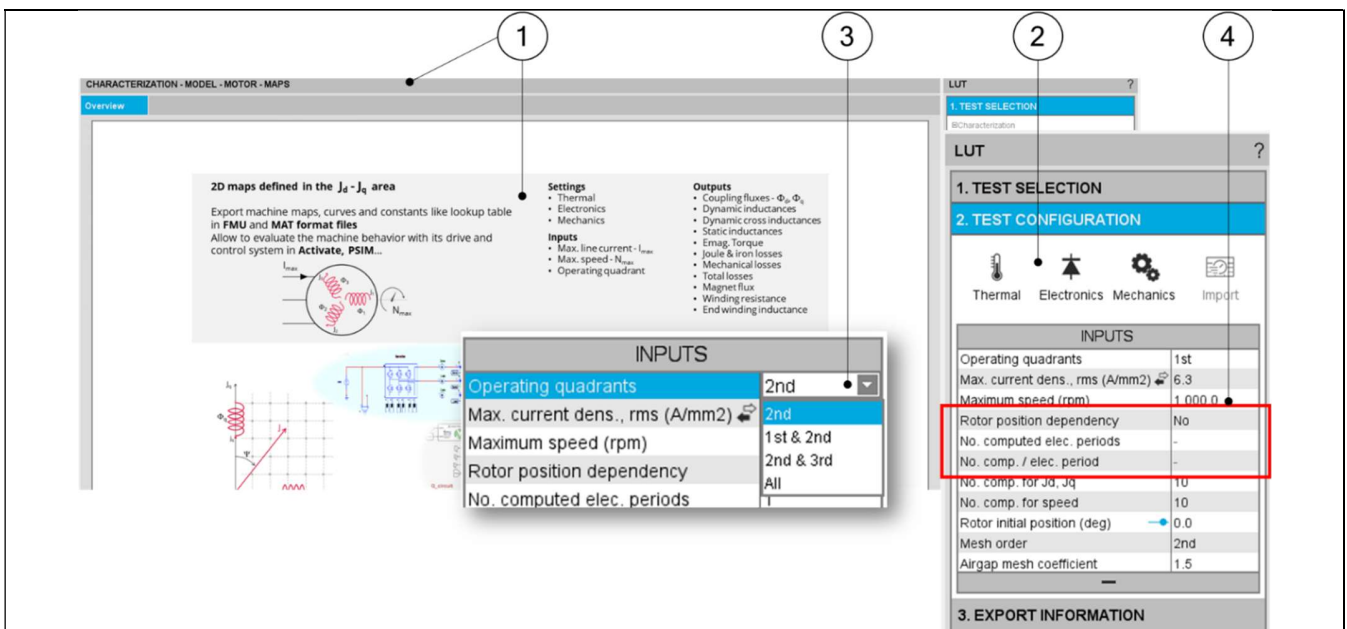 1
3
2
4
CHARACTERIZATION - MODEL - MOTOR - MAPS
Overview
2D maps defined in the Jd - Jq area
Export machine maps, curves and constants like lookup table
in FMU and MAT format files
Allow to evaluate the machine behavior with its drive and
control system in Activate, PSIM...
Imax
Nmax
Settings
• Thermal
• Electronics
• Mechanics
Inputs
• Max. line current - Imax
• Max. speed - Nmax
• Operating quadrant
Outputs
• Coupling fluxes - Φd, Φq
• Dynamic inductances
• Dynamic cross inductances
• Static inductances
• Emag. Torque
• Joule & iron losses
• Mechanical losses
• Total losses
• Magnet flux
• Winding resistance
• End winding inductance
INPUTS
Operating quadrants 2nd
Max. current dens., rms (A/mm2) 2nd
Maximum speed (rpm) 1st & 2nd
Rotor position dependency 2nd & 3rd
All
No. computed elec. periods
LUT ?
1. TEST SELECTION
Characterization
LUT ?
1. TEST SELECTION
2. TEST CONFIGURATION
Thermal Electronics Mechanics Import
INPUTS
Operating quadrants 1st
Max. current dens., rms (A/mm2) 6.3
Maximum speed (rpm) 1 000.0
Rotor position dependency No
No. computed elec. periods -
No. comp. / elec. period -
No. comp. for Jd, Jq 10
No. comp. for speed 10
Rotor initial position (deg) 0.0
Mesh order 2nd
Airgap mesh coefficient 1.5
3. EXPORT INFORMATION